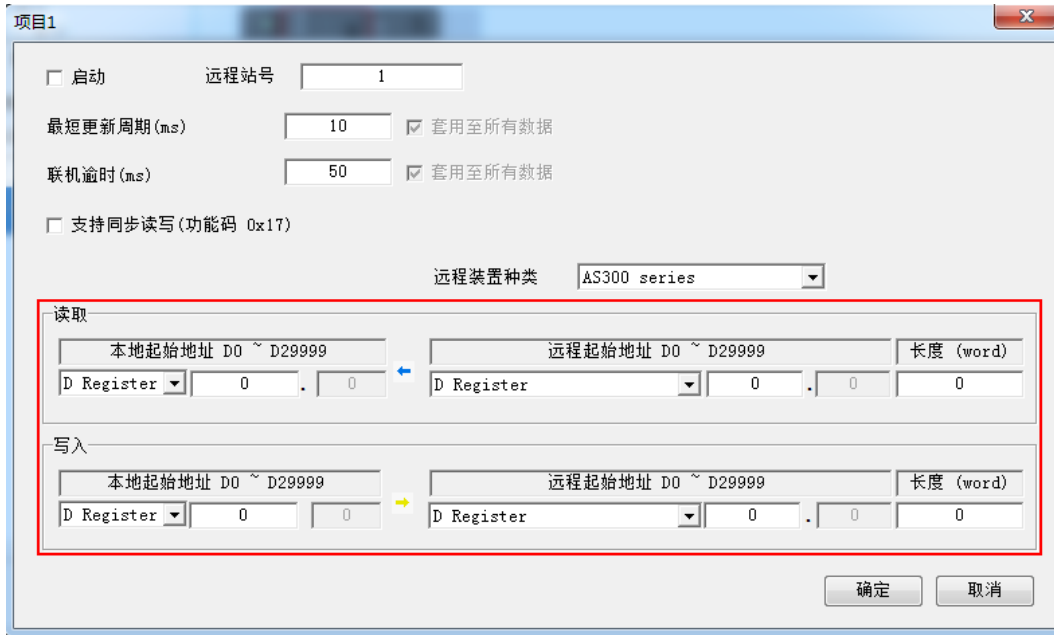 项目1
启动 远程站号 1
最短更新周期(ms) 10 套用至所有数据
联机逾时(ms) 50 套用至所有数据
支持同步读写(功能码 0x17)
远程装置种类 AS300 series
读取
本地起始地址 D0 ~ D29999 远程起始地址 D0 ~ D29999 长度 (word)
D Register 0 . 0 D Register 0 . 0 0
写入
本地起始地址 D0 ~ D29999 远程起始地址 D0 ~ D29999 长度 (word)
D Register 0 0 D Register 0 . 0 0
确定 取消